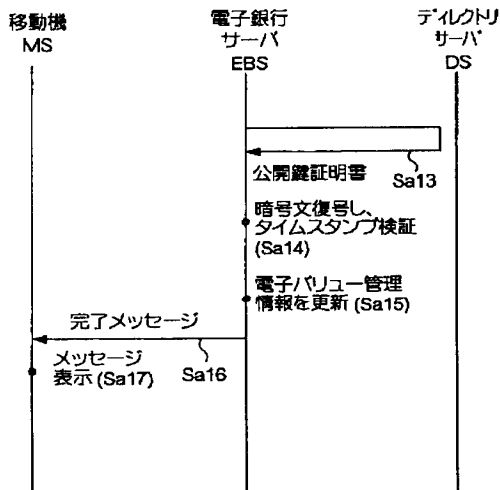 移動機
MS
電子銀行
サーバ
EBS
ディレクトリ
サーバ
DS
公開鍵証明書
Sa13
暗号文復号し、
タイムスタンプ検証
(Sa14)
電子バリュー管理
情報を更新 (Sa15)
完了メッセージ
Sa16
メッセージ
表示 (Sa17)